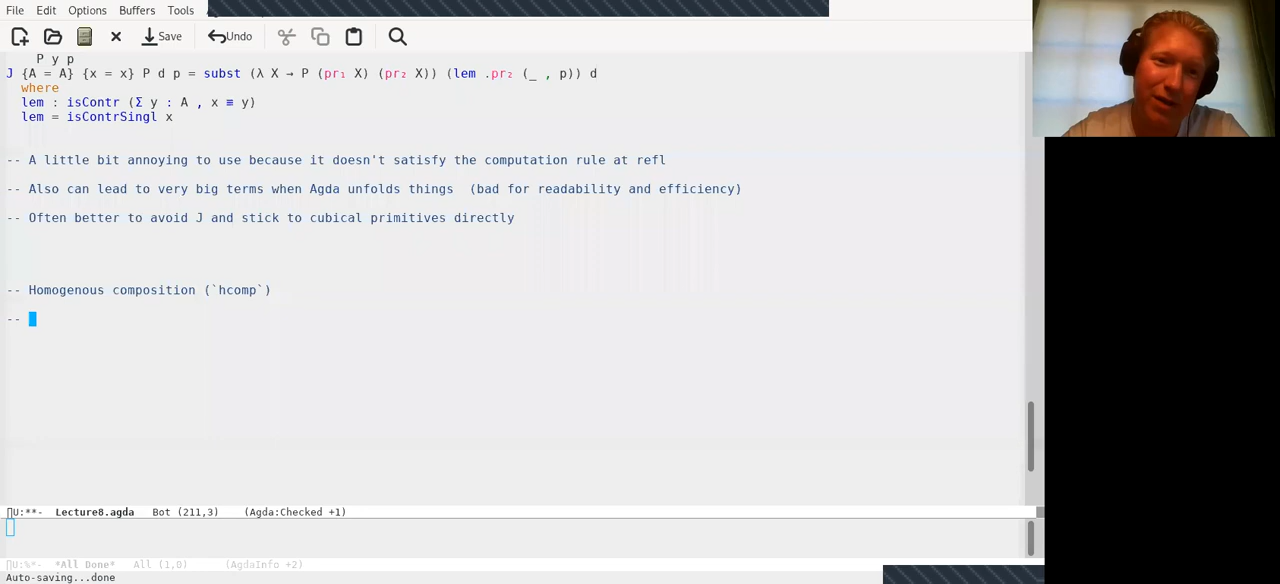 File Edit Options Buffers Tools
Save Undo
P y p
J {A = A} {x = x} P d p = subst (λ X → P (pr₁ X) (pr₂ X)) (lem .pr₂ (_ , p)) d
where
lem : isContr (Σ y : A , x ≡ y)
lem = isContrSingl x
-- A little bit annoying to use because it doesn't satisfy the computation rule at refl
-- Also can lead to very big terms when Agda unfolds things  (bad for readability and efficiency)
-- Often better to avoid J and stick to cubical primitives directly
-- Homogenous composition (`hcomp`)
--
U:**-  Lecture8.agda   Bot (211,3)    (Agda:Checked +1)
U:%*-  *All Done*   All (1,0)    (AgdaInfo +2)
Auto-saving...done